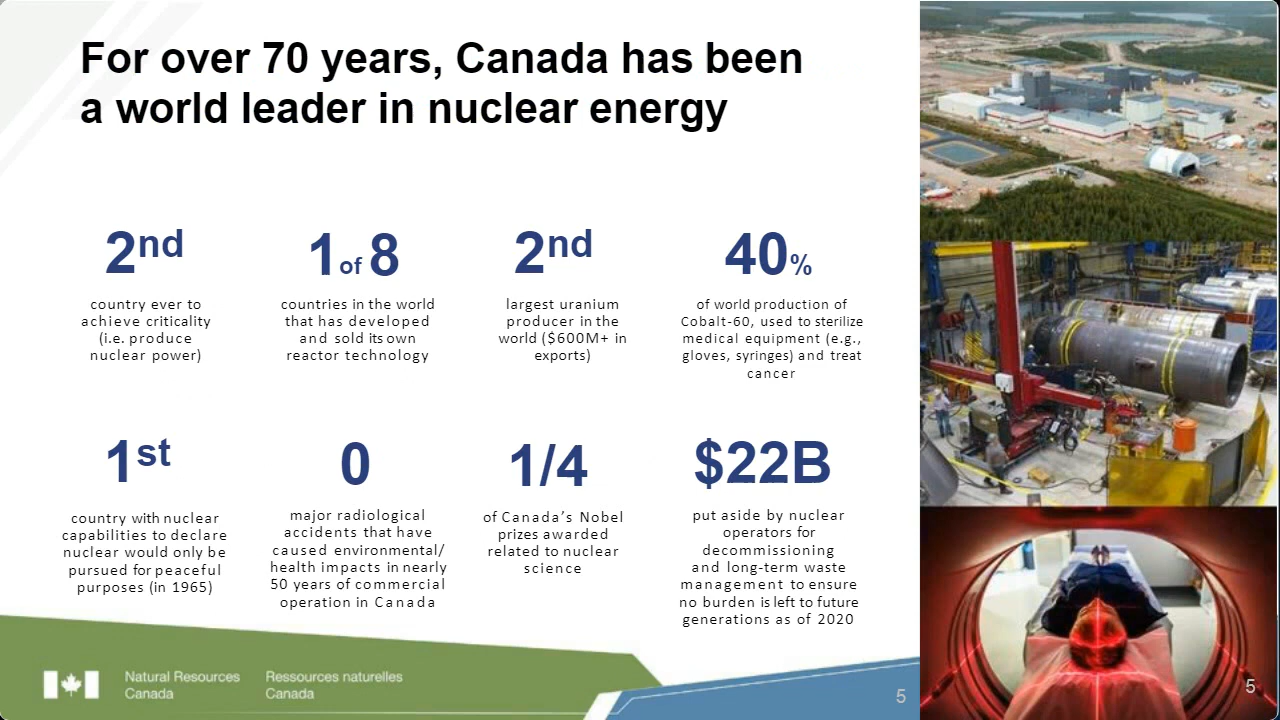 For over 70 years, Canada has been
a world leader in nuclear energy
2nd
country ever to
achieve criticality
(i.e. produce
nuclear power)
1 of 8
countries in the world
that has developed
and sold its own
reactor technology
2nd
largest uranium
producer in the
world ($600M+ in
exports)
40%
of world production of
Cobalt-60, used to sterilize
medical equipment (e.g.,
gloves, syringes) and treat
cancer
1st
country with nuclear
capabilities to declare
nuclear would only be
pursued for peaceful
purposes (in 1965)
0
major radiological
accidents that have
caused environmental/
health impacts in nearly
50 years of commercial
operation in Canada
1/4
of Canada's Nobel
prizes awarded
related to nuclear
science
$22B
put aside by nuclear
operators for
decommissioning
and long-term waste
management to ensure
no burden is left to future
generations as of 2020
Natural Resources
Canada
Ressources naturelles
Canada
5
5